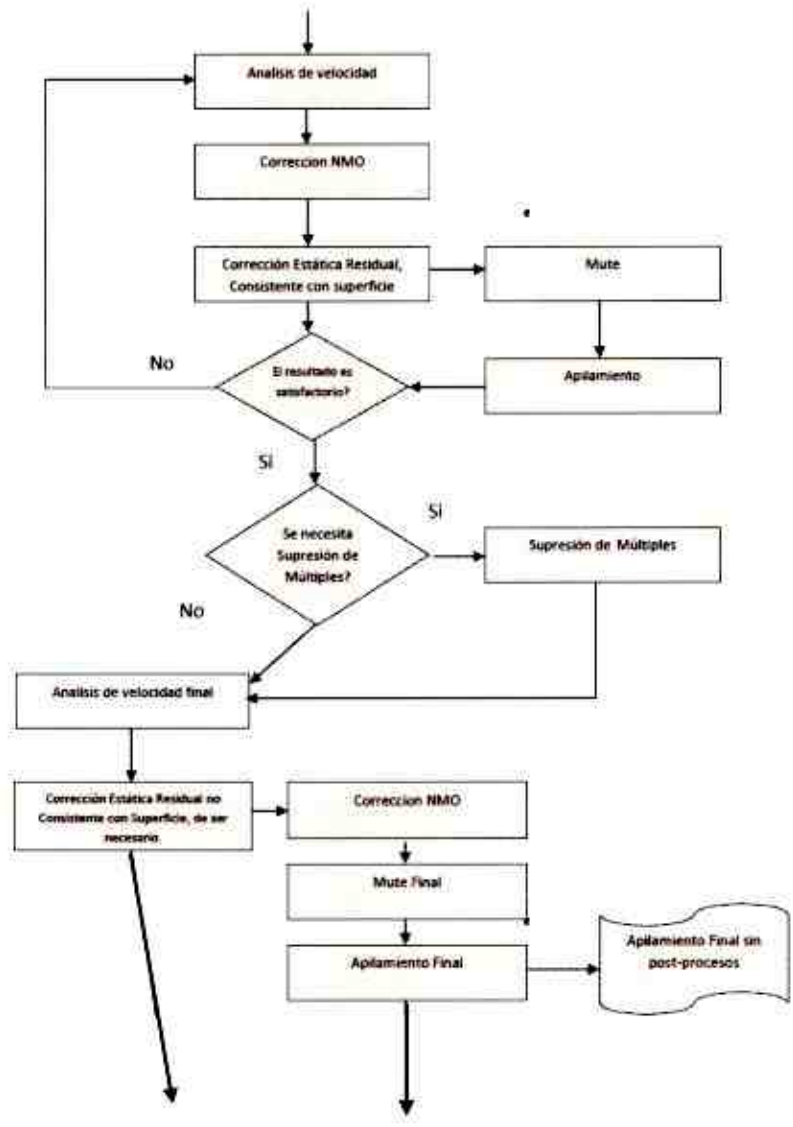 Analisis de velocidad
Correccion NMO
Corrección Estática Residual,
Consistente con superficie
Mute
No
El resultado es
satisfactorio?
Apilamiento
Si
Se necesita
Supresión de
Múltiples?
Si
Supresión de Múltiples
No
Analisis de velocidad final
Corrección Estática Residual no
Consistente con Superficie, de ser
necesario
Correccion NMO
Mute Final
Apilamiento Final
Apilamiento Final sin
post-procesos